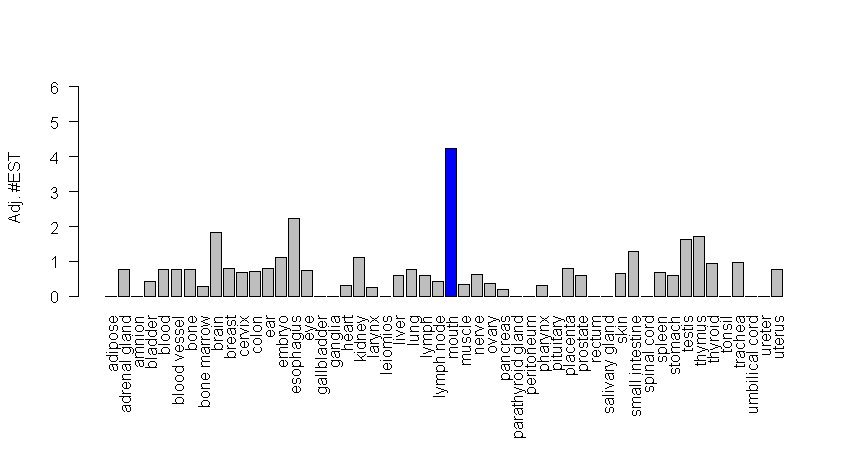 6
5
4
3
2
1
0
Adj. #EST
adipose
adrenal gland
amnion
bladder
blood
blood vessel
bone
bone marrow
brain
breast
cervix
colon
ear
embryo
esophagus
eye
gallbladder
ganglia
heart
kidney
larynx
leiomios
liver
lung
lymph
lymph node
mouth
muscle
nerve
ovary
pancreas
parathyroid gland
peritoneum
pharynx
pituitary
placenta
prostate
rectum
salivary gland
skin
small intestine
spinal cord
spleen
stomach
testis
thymus
thyroid
tonsil
trachea
umbilical cord
ureter
uterus